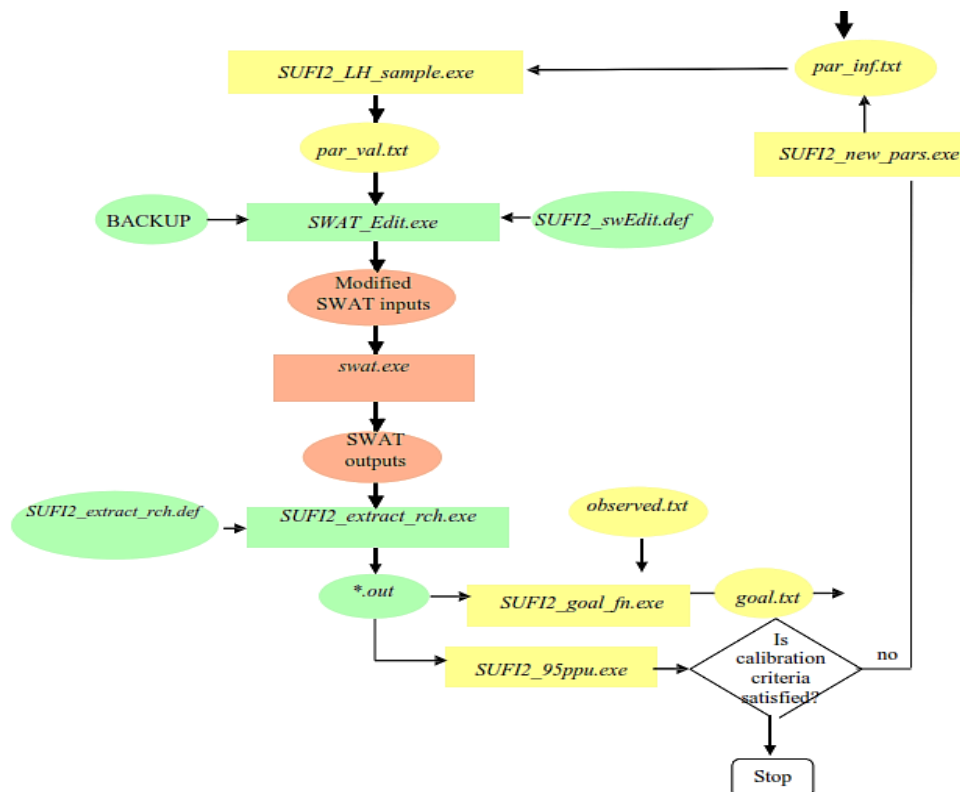 par_inf.txt
SUFI2_LH_sample.exe
SUFI2_new_pars.exe
par_val.txt
BACKUP
SWAT_Edit.exe
SUFI2_swEdit.def
Modified
SWAT inputs
swat.exe
SWAT
outputs
SUFI2_extract_rch.def
SUFI2_extract_rch.exe
observed.txt
*.out
SUFI2_goal_fn.exe
goal.txt
SUFI2_95ppu.exe
Is
calibration
criteria
satisfied?
no
Stop